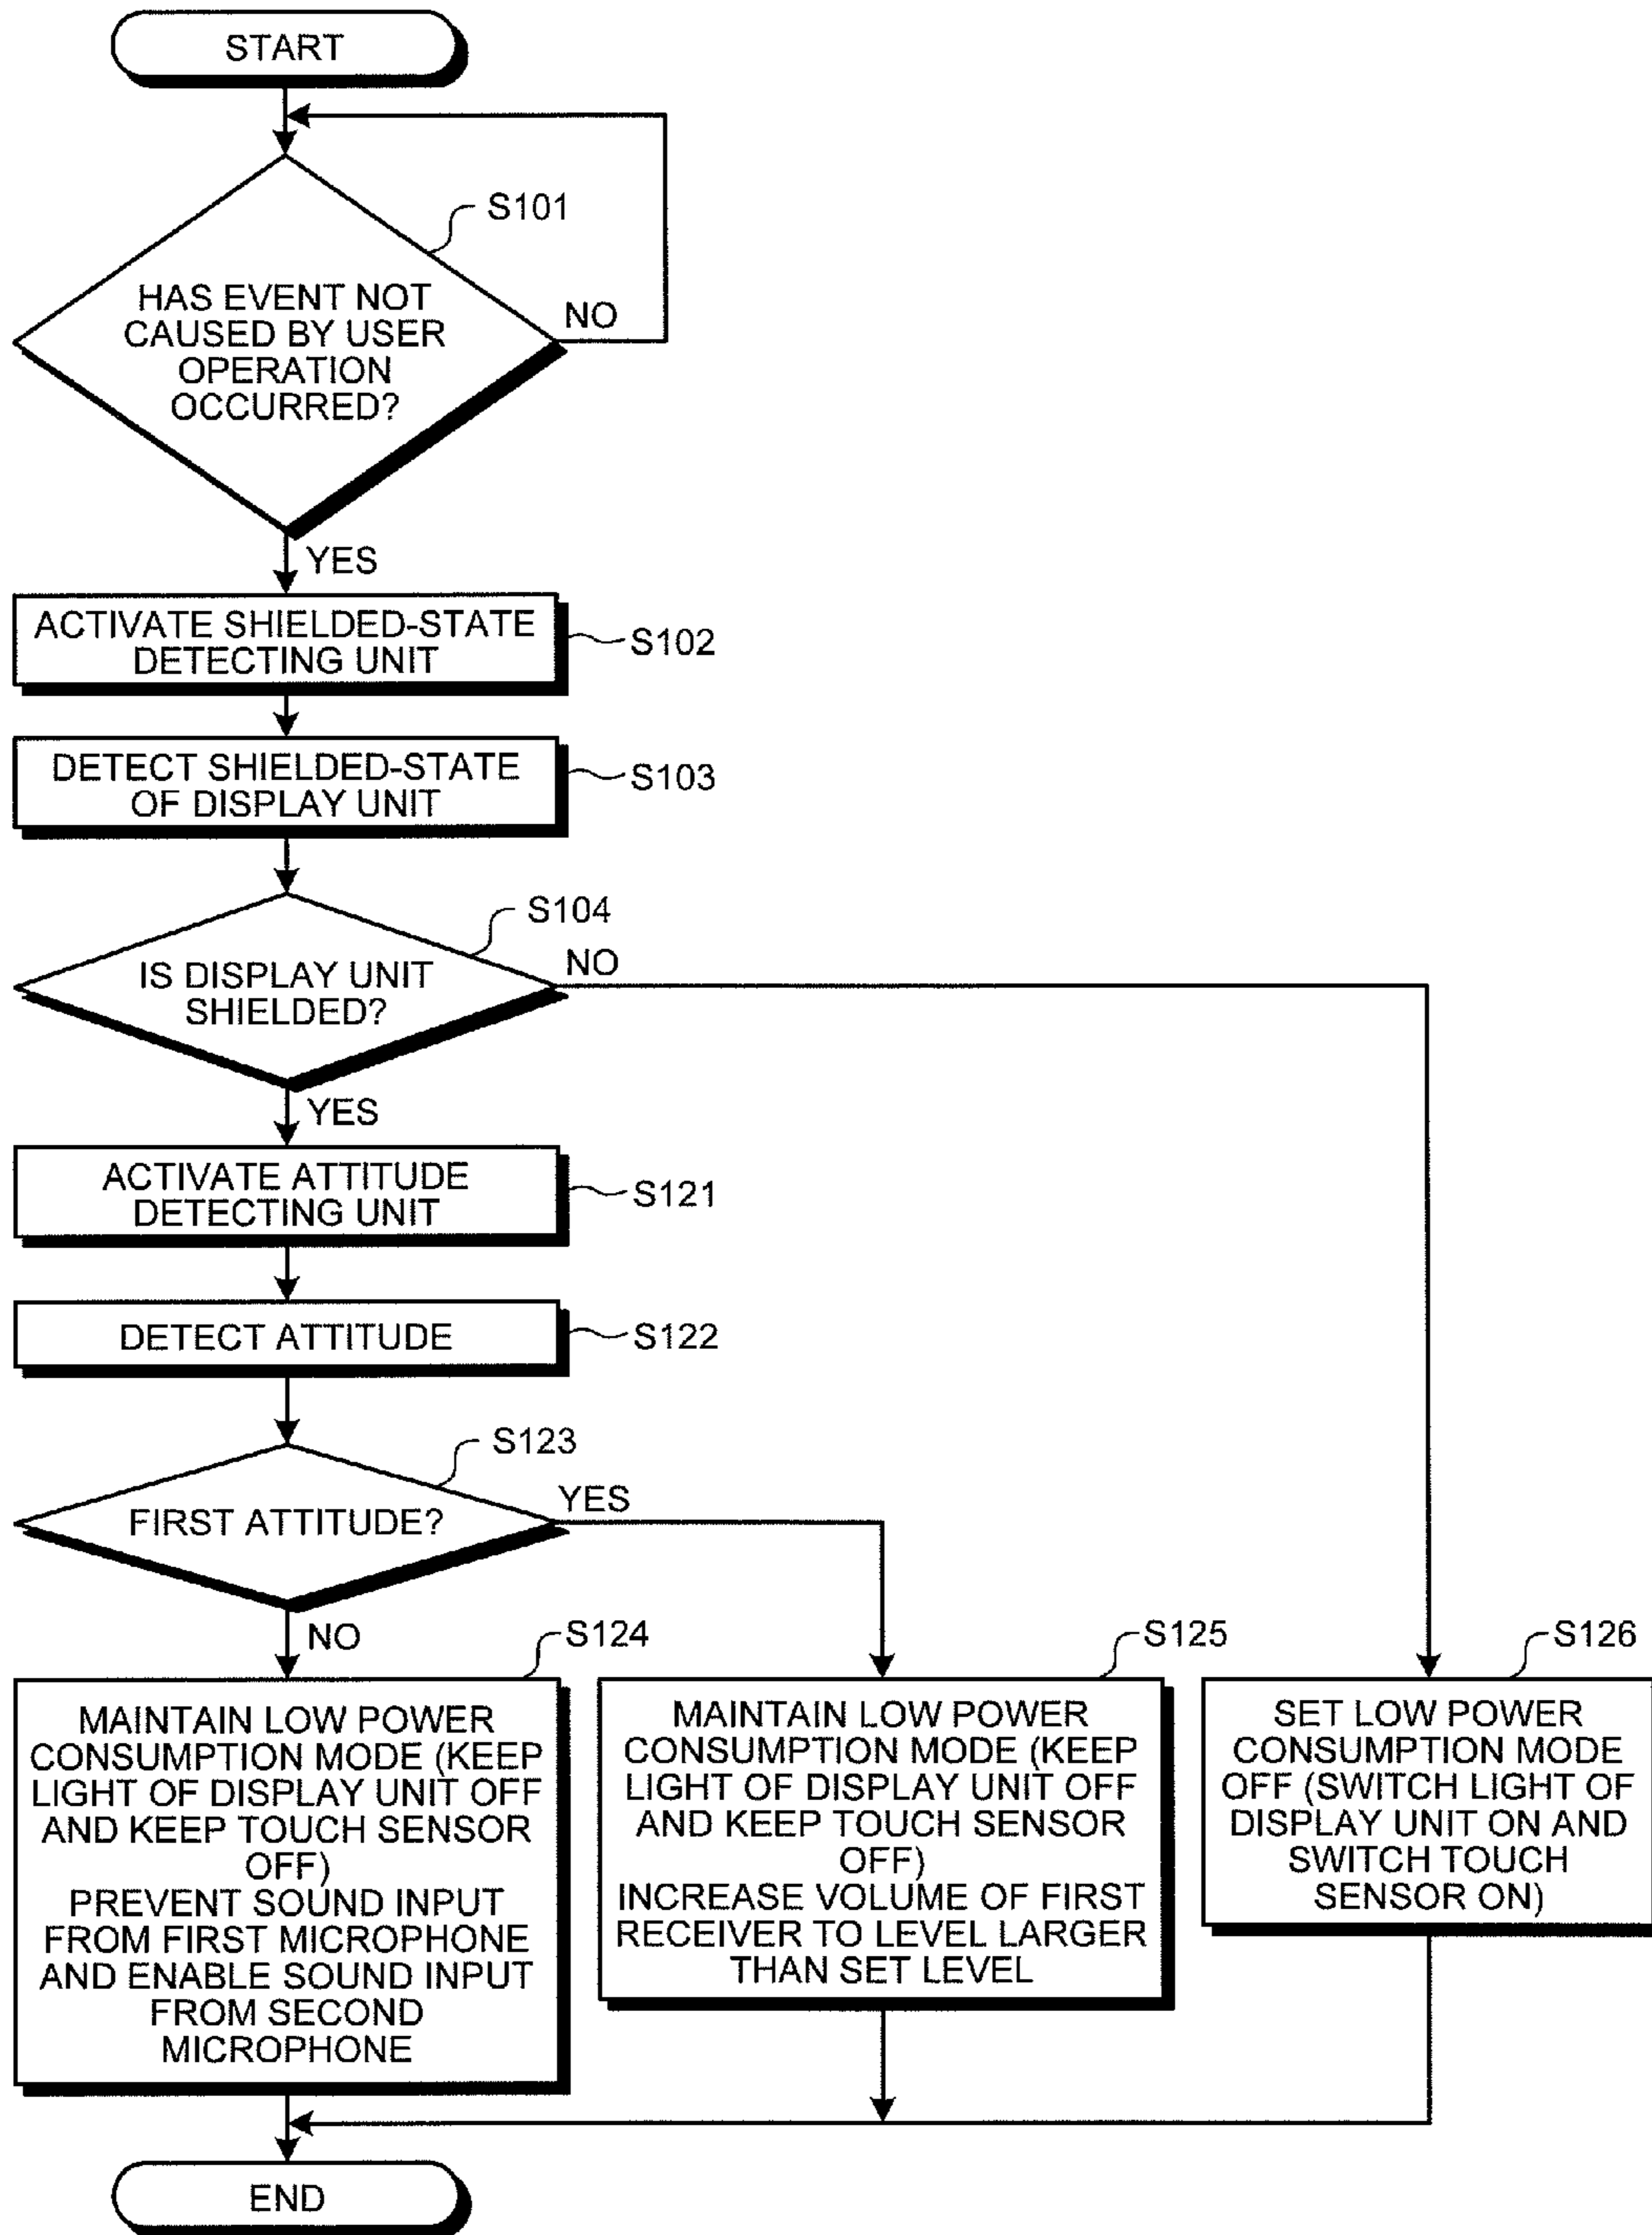 START
S101
HAS EVENT NOT
CAUSED BY USER
OPERATION
OCCURRED?
NO
YES
ACTIVATE SHIELDED-STATE
DETECTING UNIT
S102
DETECT SHIELDED-STATE
OF DISPLAY UNIT
S103
S104
IS DISPLAY UNIT
SHIELDED?
NO
YES
ACTIVATE ATTITUDE
DETECTING UNIT
S121
DETECT ATTITUDE
S122
S123
FIRST ATTITUDE?
YES
NO
S124
MAINTAIN LOW POWER
CONSUMPTION MODE (KEEP
LIGHT OF DISPLAY UNIT OFF
AND KEEP TOUCH SENSOR
OFF)
PREVENT SOUND INPUT
FROM FIRST MICROPHONE
AND ENABLE SOUND INPUT
FROM SECOND
MICROPHONE
S125
MAINTAIN LOW POWER
CONSUMPTION MODE (KEEP
LIGHT OF DISPLAY UNIT OFF
AND KEEP TOUCH SENSOR
OFF)
INCREASE VOLUME OF FIRST
RECEIVER TO LEVEL LARGER
THAN SET LEVEL
S126
SET LOW POWER
CONSUMPTION MODE
OFF (SWITCH LIGHT OF
DISPLAY UNIT ON AND
SWITCH TOUCH
SENSOR ON)
END